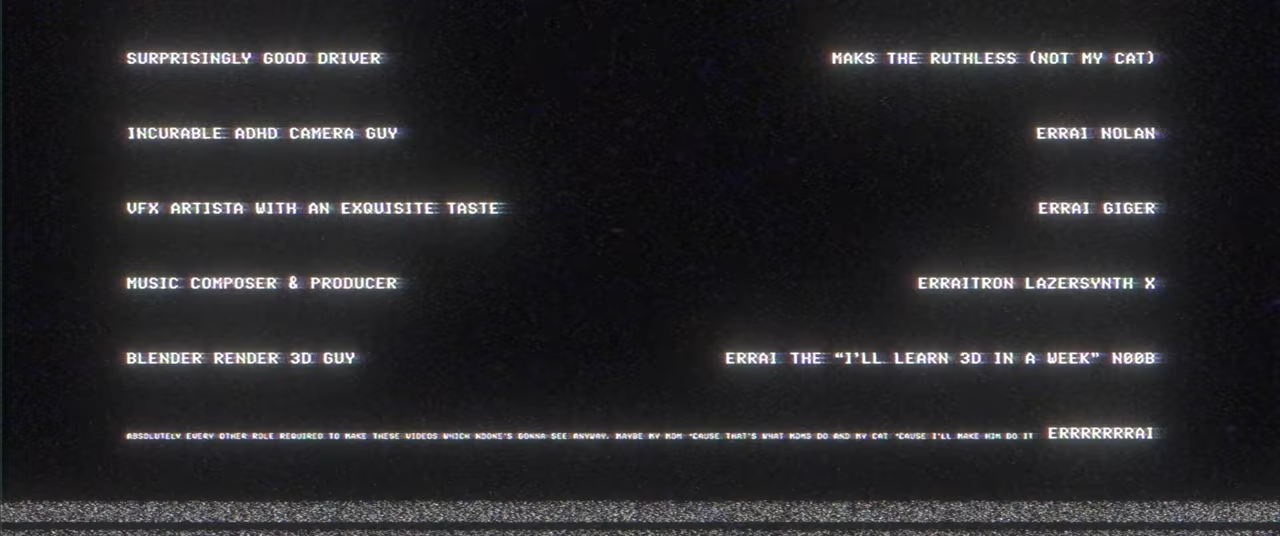 SURPRISINGLY GOOD DRIVER MAKS THE RUTHLESS (NOT MY CAT)
INCURABLE ADHD CAMERA GUY ERRAI NOLAN
VFX ARTISTA WITH AN EXQUISITE TASTE ERRAI GIGER
MUSIC COMPOSER & PRODUCER ERRAITRON LAZERSYNTH X
BLENDER RENDER 3D GUY ERRAI THE “I’LL LEARN 3D IN A WEEK” N00B
ABSOLUTELY EVERY OTHER ROLE REQUIRED TO MAKE THESE VIDEOS WHICH NOONE'S GONNA SEE ANYWAY. MAYBE MY MOM 'CAUSE THAT'S WHAT MOMS DO AND MY CAT 'CAUSE I'LL MAKE HIM DO IT ERRRRRRRAI